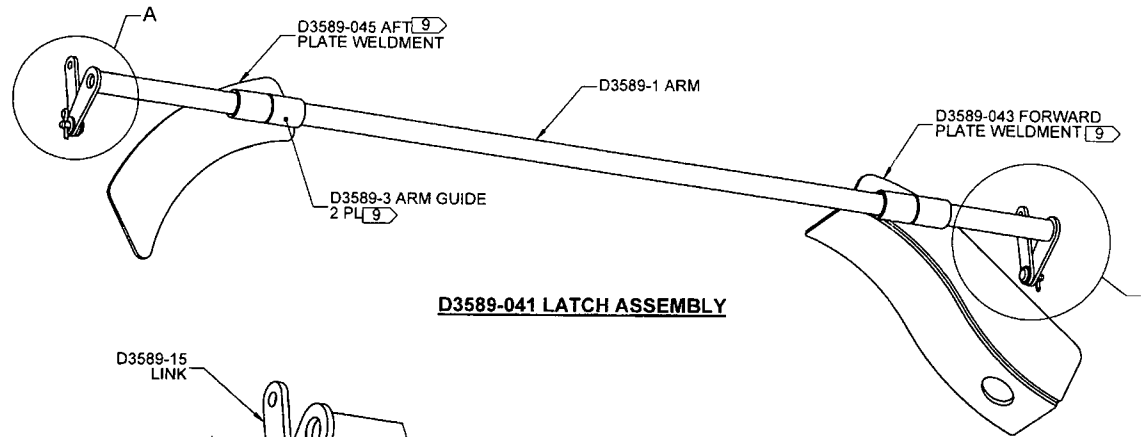 A
D3589-045 AFT 9
PLATE WELDMENT
D3589-1 ARM
D3589-043 FORWARD
PLATE WELDMENT 9
D3589-3 ARM GUIDE
2 PL 9
D3589-041 LATCH ASSEMBLY
D3589-15
LINK